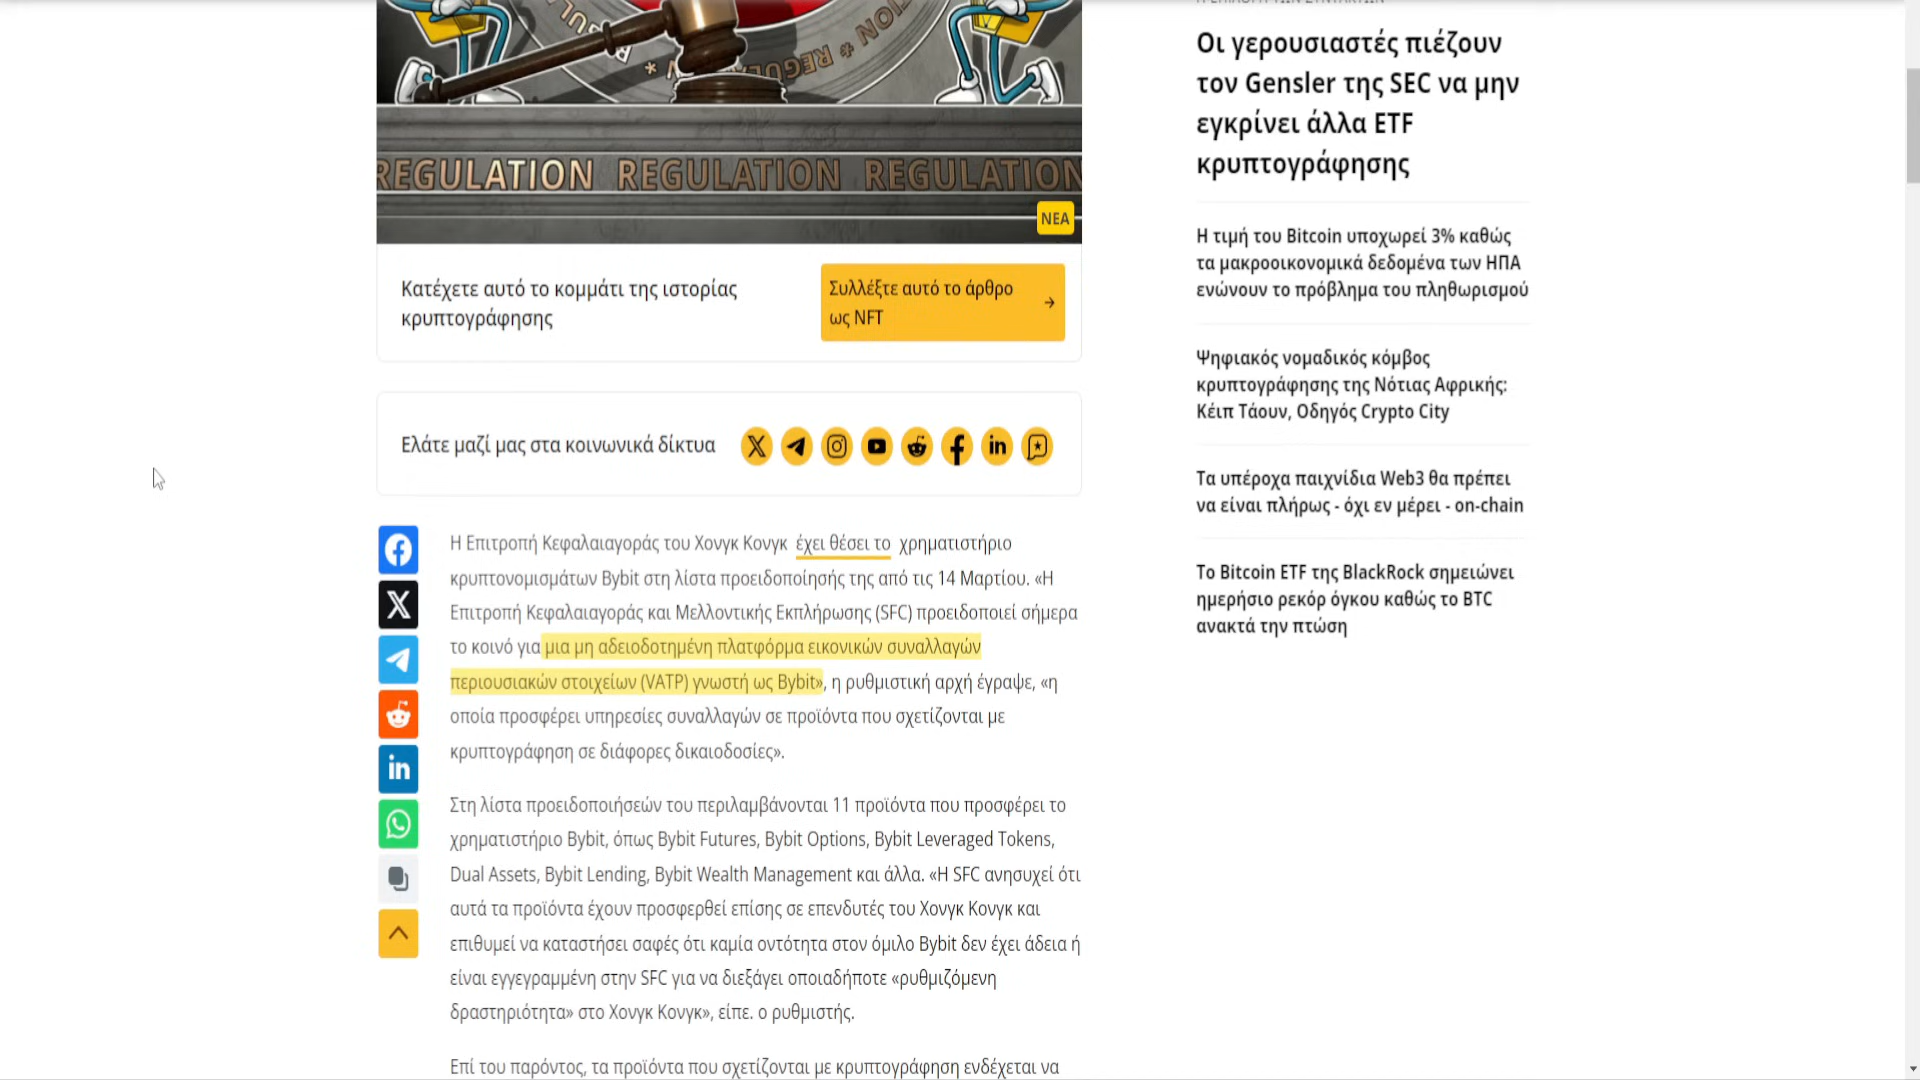 REGULATION
REGULATION REGULATION REGULATION
ΝΕΑ
Κατέχετε αυτό το κομμάτι της ιστορίας
κρυπτογράφησης
Συλλέξτε αυτό το άρθρο
ως NFT
Ελάτε μαζί μας στα κοινωνικά δίκτυα
Η Επιτροπή Κεφαλαιαγοράς του Χονγκ Κονγκ έχει θέσει το χρηματιστήριο
κρυπτονομισμάτων Bybit στη λίστα προειδοποίησής της από τις 14 Μαρτίου. «Η
Επιτροπή Κεφαλαιαγοράς και Μελλοντικής Εκπλήρωσης (SFC) προειδοποιεί σήμερα
το κοινό για μια μη αδειοδοτημένη πλατφόρμα εικονικών συναλλαγών
περιουσιακών στοιχείων (VATP) γνωστή ως Bybit», η ρυθμιστική αρχή έγραψε, «η
οποία προσφέρει υπηρεσίες συναλλαγών σε προϊόντα που σχετίζονται με
κρυπτογράφηση σε διάφορες δικαιοδοσίες».
Στη λίστα προειδοποιήσεών του περιλαμβάνονται 11 προϊόντα που προσφέρει το
χρηματιστήριο Bybit, όπως Bybit Futures, Bybit Options, Bybit Leveraged Tokens,
Dual Assets, Bybit Lending, Bybit Wealth Management και άλλα. «Η SFC ανησυχεί ότι
αυτά τα προϊόντα έχουν προσφερθεί επίσης σε επενδυτές του Χονγκ Κονγκ και
επιθυμεί να καταστήσει σαφές ότι καμία οντότητα στον όμιλο Bybit δεν έχει άδεια ή
είναι εγγεγραμμένη στην SFC για να διεξάγει οποιαδήποτε «ρυθμιζόμενη
δραστηριότητα» στο Χονγκ Κονγκ», είπε. ο ρυθμιστής.
Επί του παρόντος, τα προϊόντα που σχετίζονται με κρυπτογράφηση ενδέχεται να
Οι γερουσιαστές πιέζουν
τον Gensler της SEC να μην
εγκρίνει άλλα ETF
κρυπτογράφησης
Η τιμή του Bitcoin υποχωρεί 3% καθώς
τα μακροοικονομικά δεδομένα των ΗΠΑ
ενώνουν το πρόβλημα του πληθωρισμού
Ψηφιακός νομαδικός κόμβος
κρυπτογράφησης της Νότιας Αφρικής:
Κέιπ Τάουν, Οδηγός Crypto City
Τα υπέροχα παιχνίδια Web3 θα πρέπει
να είναι πλήρως - όχι εν μέρει - on-chain
Το Bitcoin ETF της BlackRock σημειώνει
ημερήσιο ρεκόρ όγκου καθώς το BTC
ανακτά την πτώση